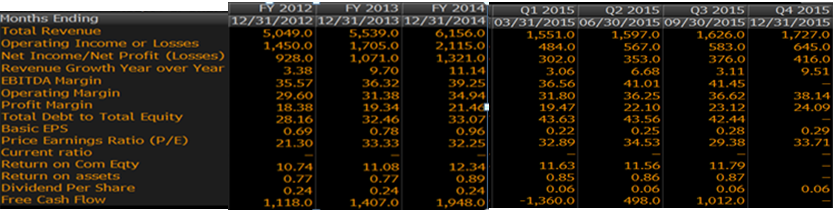 FY 2012 FY 2013 FY 2014 Q1 2015 Q2 2015 Q3 2015 Q4 2015
Months Ending 12/31/2012 12/31/2013 12/31/2014 03/31/2015 06/30/2015 09/30/2015 12/31/2015
Total Revenue 5,049.0 5,539.0 6,156.0 1,551.0 1,597.0 1,626.0 1,727.0
Operating Income or Losses 1,450.0 1,705.0 2,115.0 484.0 567.0 583.0 645.0
Net Income/Net Profit (Losses) 928.0 1,071.0 1,321.0 302.0 353.0 376.0 416.0
Revenue Growth Year over Year 3.38 9.70 11.14 3.06 6.68 3.11 9.51
EBITDA Margin 35.57 36.32 39.25 36.56 41.01 41.45 —
Operating Margin 29.60 31.38 34.94 31.80 36.25 36.62 38.14
Profit Margin 18.38 19.34 21.46 19.47 22.10 23.12 24.09
Total Debt to Total Equity 28.16 32.46 33.07 43.63 43.56 42.44 —
Basic EPS 0.69 0.78 0.96 0.22 0.25 0.28 0.29
Price Earnings Ratio (P/E) 21.30 33.33 32.25 32.89 34.53 29.38 33.71
Current ratio — — — — — — —
Return on Com Eqty 10.74 11.08 12.34 11.63 11.56 11.79 —
Return on assets 0.77 0.77 0.89 0.85 0.86 0.87 —
Dividend Per Share 0.24 0.24 0.24 0.06 0.06 0.06 0.06
Free Cash Flow 1,118.0 1,407.0 1,948.0 -1,360.0 498.0 1,012.0 —